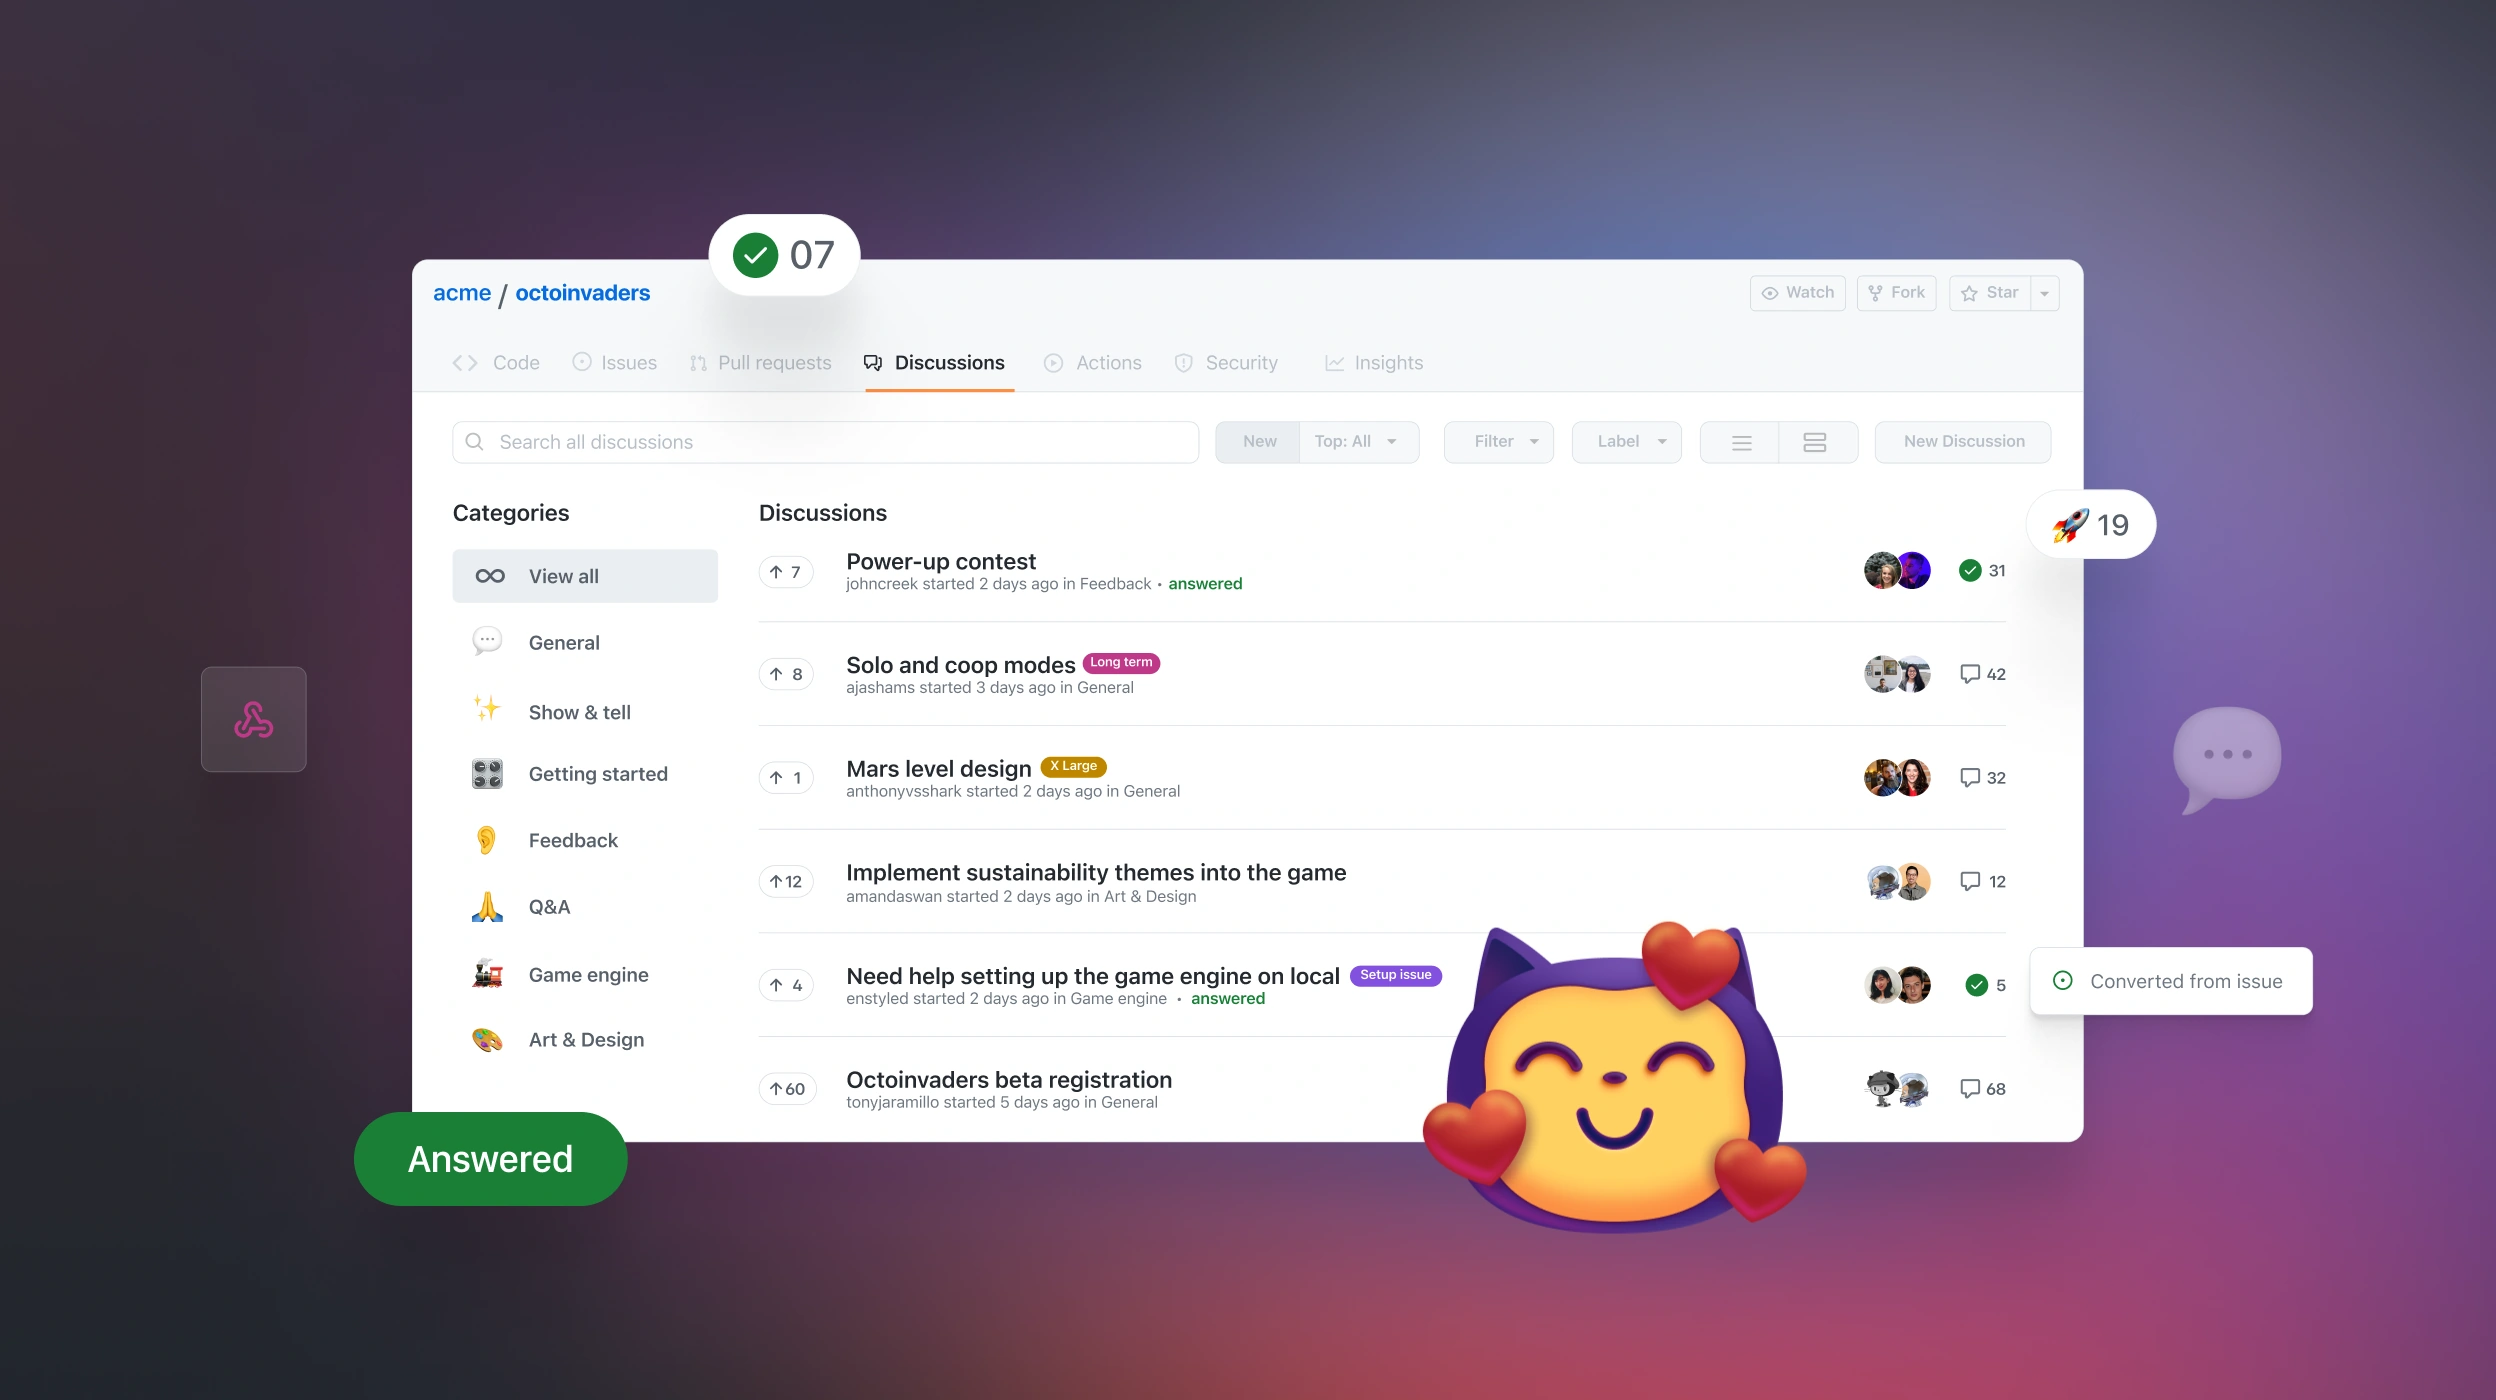 07
acme / octoinvaders
Watch
Fork
Star
Code
Issues
Pull requests
Discussions
Actions
Security
Insights
Search all discussions
New
Top: All
Filter
Label
New Discussion
Categories
View all
General
Show & tell
Getting started
Feedback
Q&A
Game engine
Art & Design
Discussions
19
7
Power-up contest
johncreek started 2 days ago in Feedback • answered
31
8
Solo and coop modes Long term
ajashams started 3 days ago in General
42
1
Mars level design X Large
anthonyvsshark started 2 days ago in General
32
12
Implement sustainability themes into the game
amandaswan started 2 days ago in Art & Design
12
4
Need help setting up the game engine on local Setup issue
enstyled started 2 days ago in Game engine • answered
5
Converted from issue
60
Octoinvaders beta registration
tonyjaramillo started 5 days ago in General
68
Answered